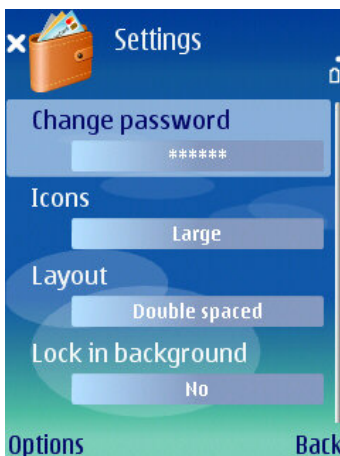 Settings
Change password
******
Icons
Large
Layout
Double spaced
Lock in background
No
Options Back